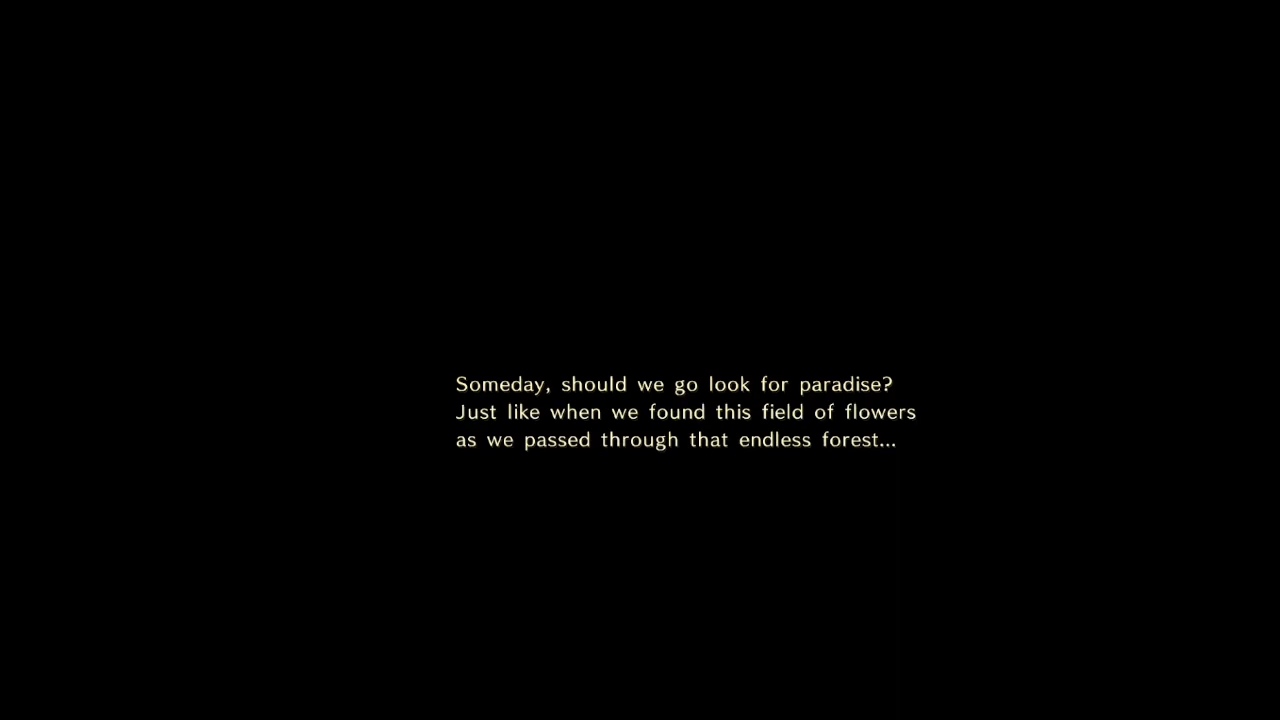 Someday, should we go look for paradise?
Just like when we found this field of flowers
as we passed through that endless forest...